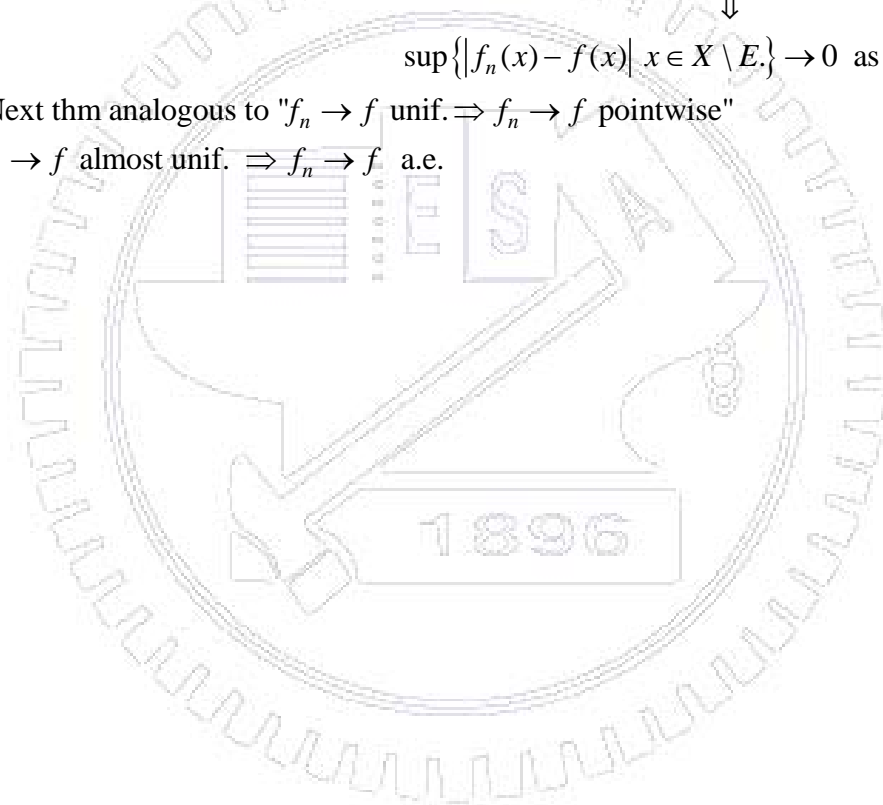 ⇓
sup{|f_n(x) − f(x)| x ∈ X \ E.} → 0 as
Next thm analogous to "f_n → f unif. ⇒ f_n → f pointwise"
→ f almost unif. ⇒ f_n → f a.e.
E S A
1896